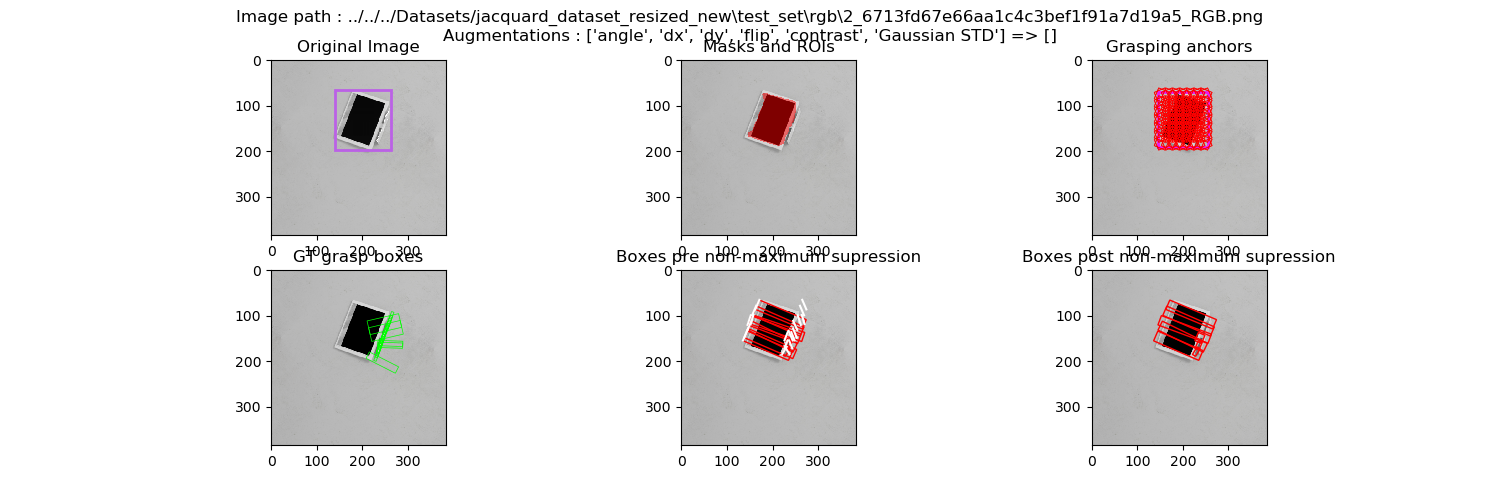 Image path : ../../../Datasets/jacquard_dataset_resized_new\test_set\rgb\2_6713fd67e66aa1c4c3bef1f91a7d19a5_RGB.png
Augmentations : ['angle', 'dx', 'dy', 'flip', 'contrast', 'Gaussian STD'] => []
Original Image
Masks and ROIs
Grasping anchors
0
100
200
300
0 100 200 300
0
100
200
300
0 100 200 300
0
100
200
300
0 100 200 300
GT grasp boxes
Boxes pre non-maximum supression
Boxes post non-maximum supression
0
100
200
300
0 100 200 300
0
100
200
300
0 100 200 300
0
100
200
300
0 100 200 300